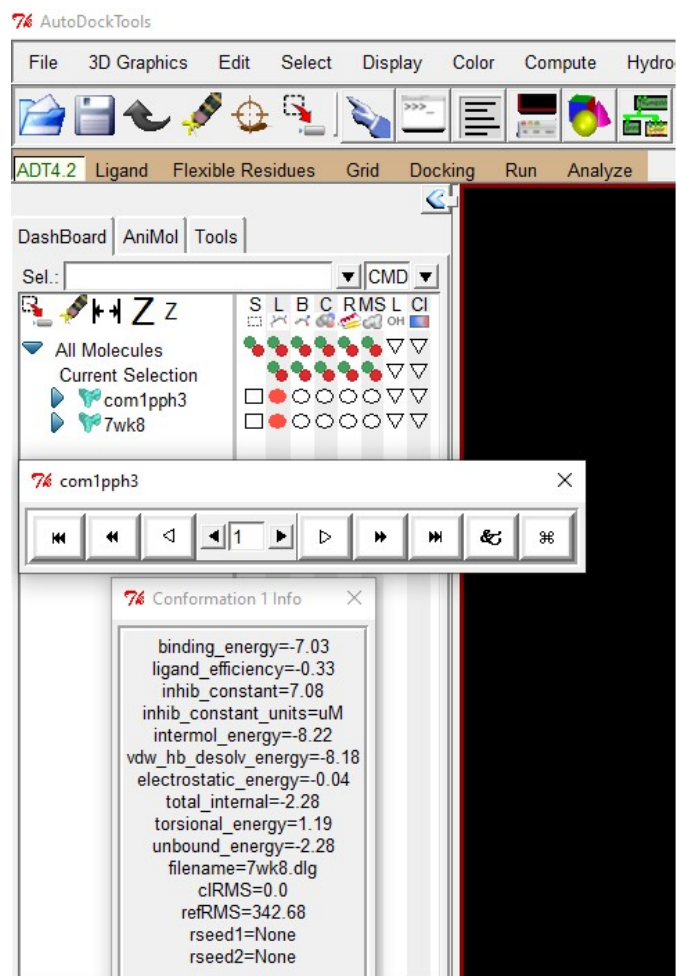 AutoDockTools
File 3D Graphics Edit Select Display Color Compute Hydro
>>>_
ADT4.2 Ligand Flexible Residues Grid Docking Run Analyze
DashBoard AniMol Tools
Sel.: CMD
Z Z S L B C R MS L Cl
OH
All Molecules
Current Selection
com1pph3
7wk8
com1pph3
1 & ⌘
Conformation 1 Info
binding_energy=-7.03
ligand_efficiency=-0.33
inhib_constant=7.08
inhib_constant_units=uM
intermol_energy=-8.22
vdw_hb_desolv_energy=-8.18
electrostatic_energy=-0.04
total_internal=-2.28
torsional_energy=1.19
unbound_energy=-2.28
filename=7wk8.dlg
clRMS=0.0
refRMS=342.68
rseed1=None
rseed2=None